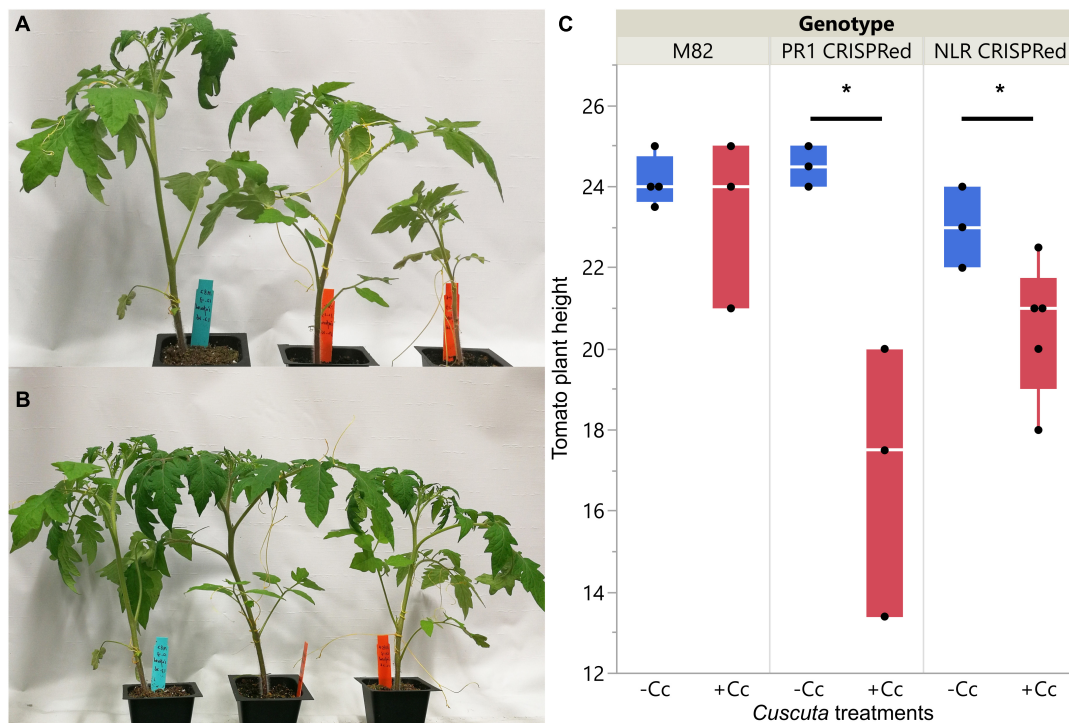 A
B
C
Genotype
M82 PR1 CRISPRed NLR CRISPRed
*
*
Tomato plant height
26
24
22
20
18
16
14
12
-Cc +Cc -Cc +Cc -Cc +Cc
Cuscuta treatments